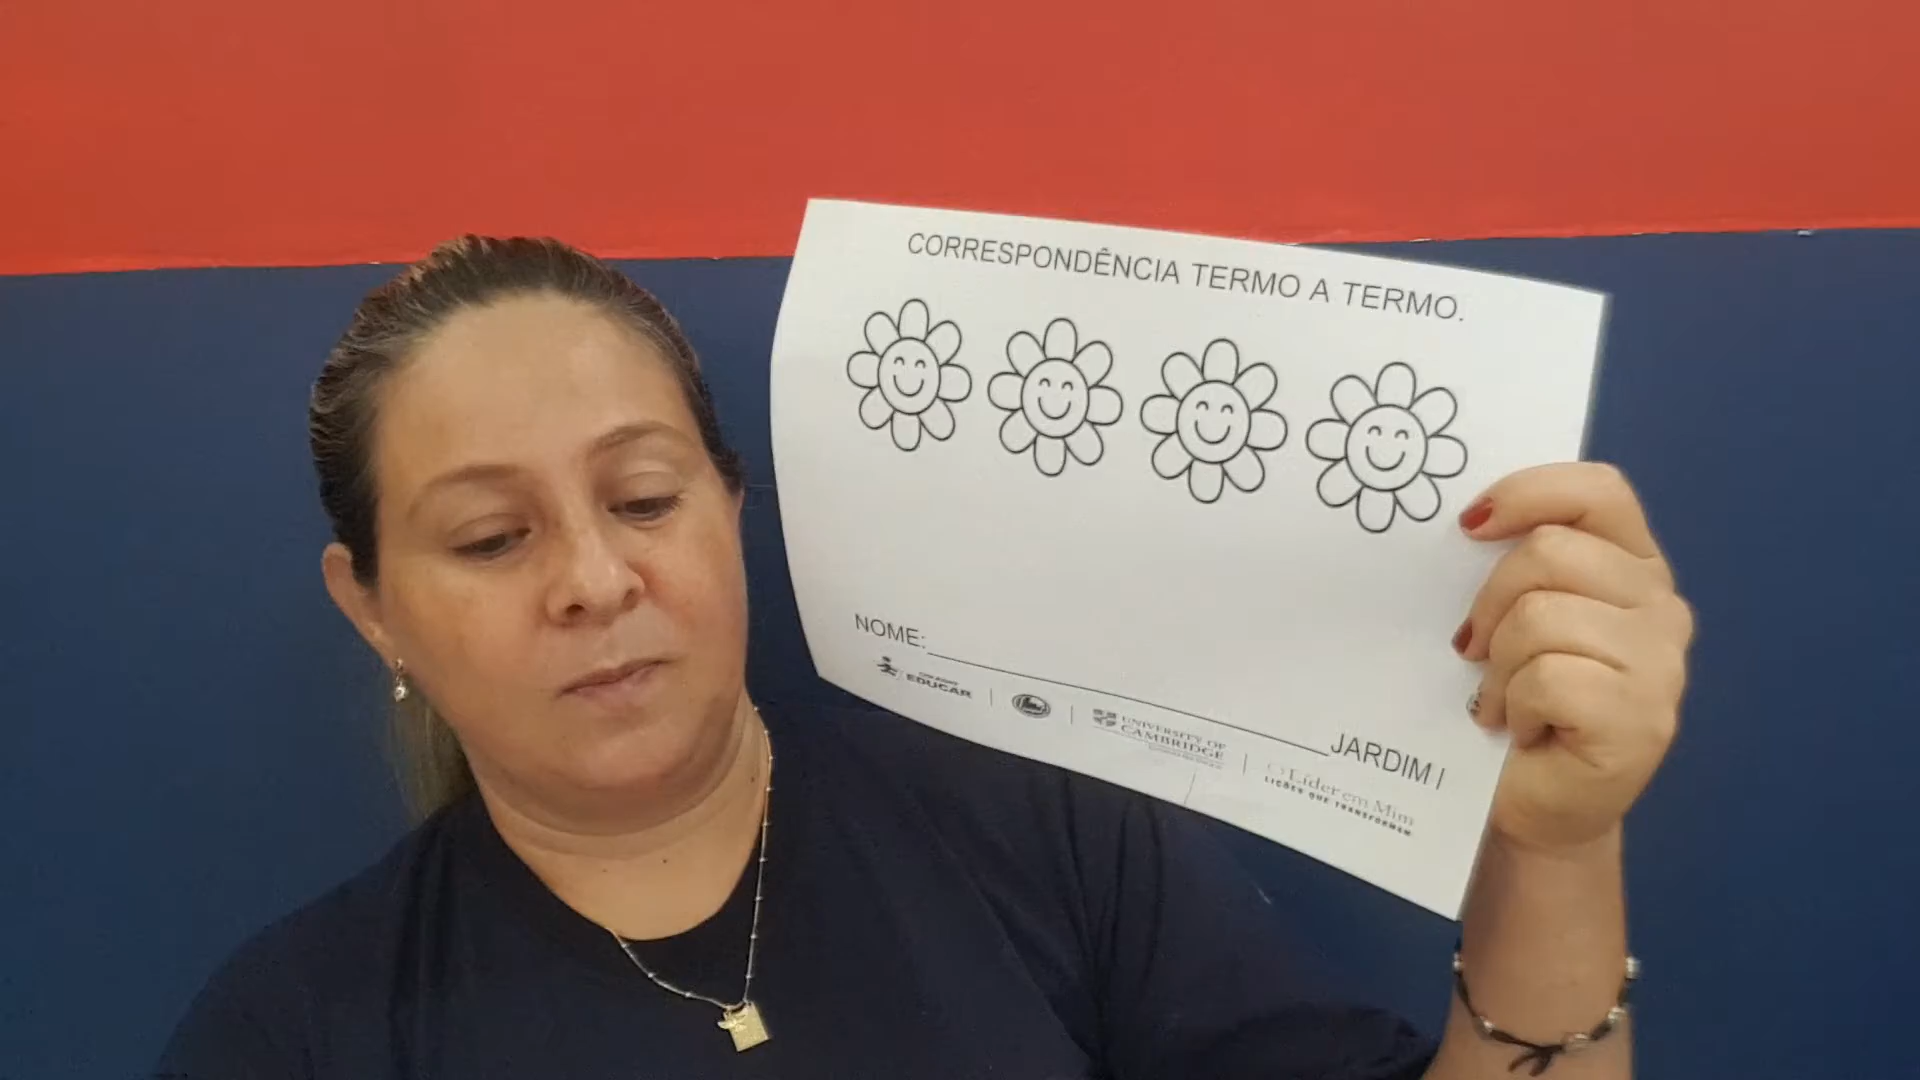 CORRESPONDÊNCIA TERMO A TERMO.
NOME:
JARDIM I
EDUCAR
UNIVERSITY OF
CAMBRIDGE
O Líder em Mim
LIÇÕES QUE TRANSFORMAM